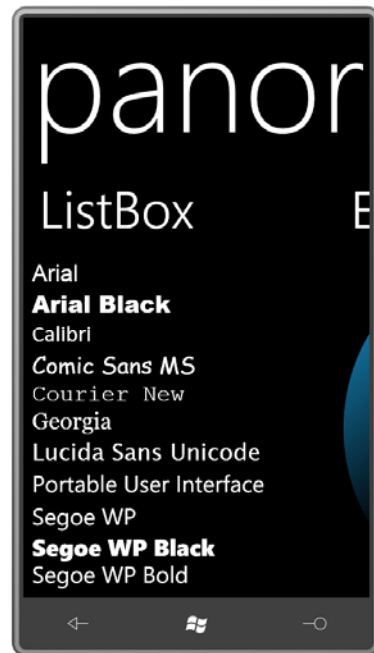 panor
ListBox E
Arial
Arial Black
Calibri
Comic Sans MS
Courier New
Georgia
Lucida Sans Unicode
Portable User Interface
Segoe WP
Segoe WP Black
Segoe WP Bold